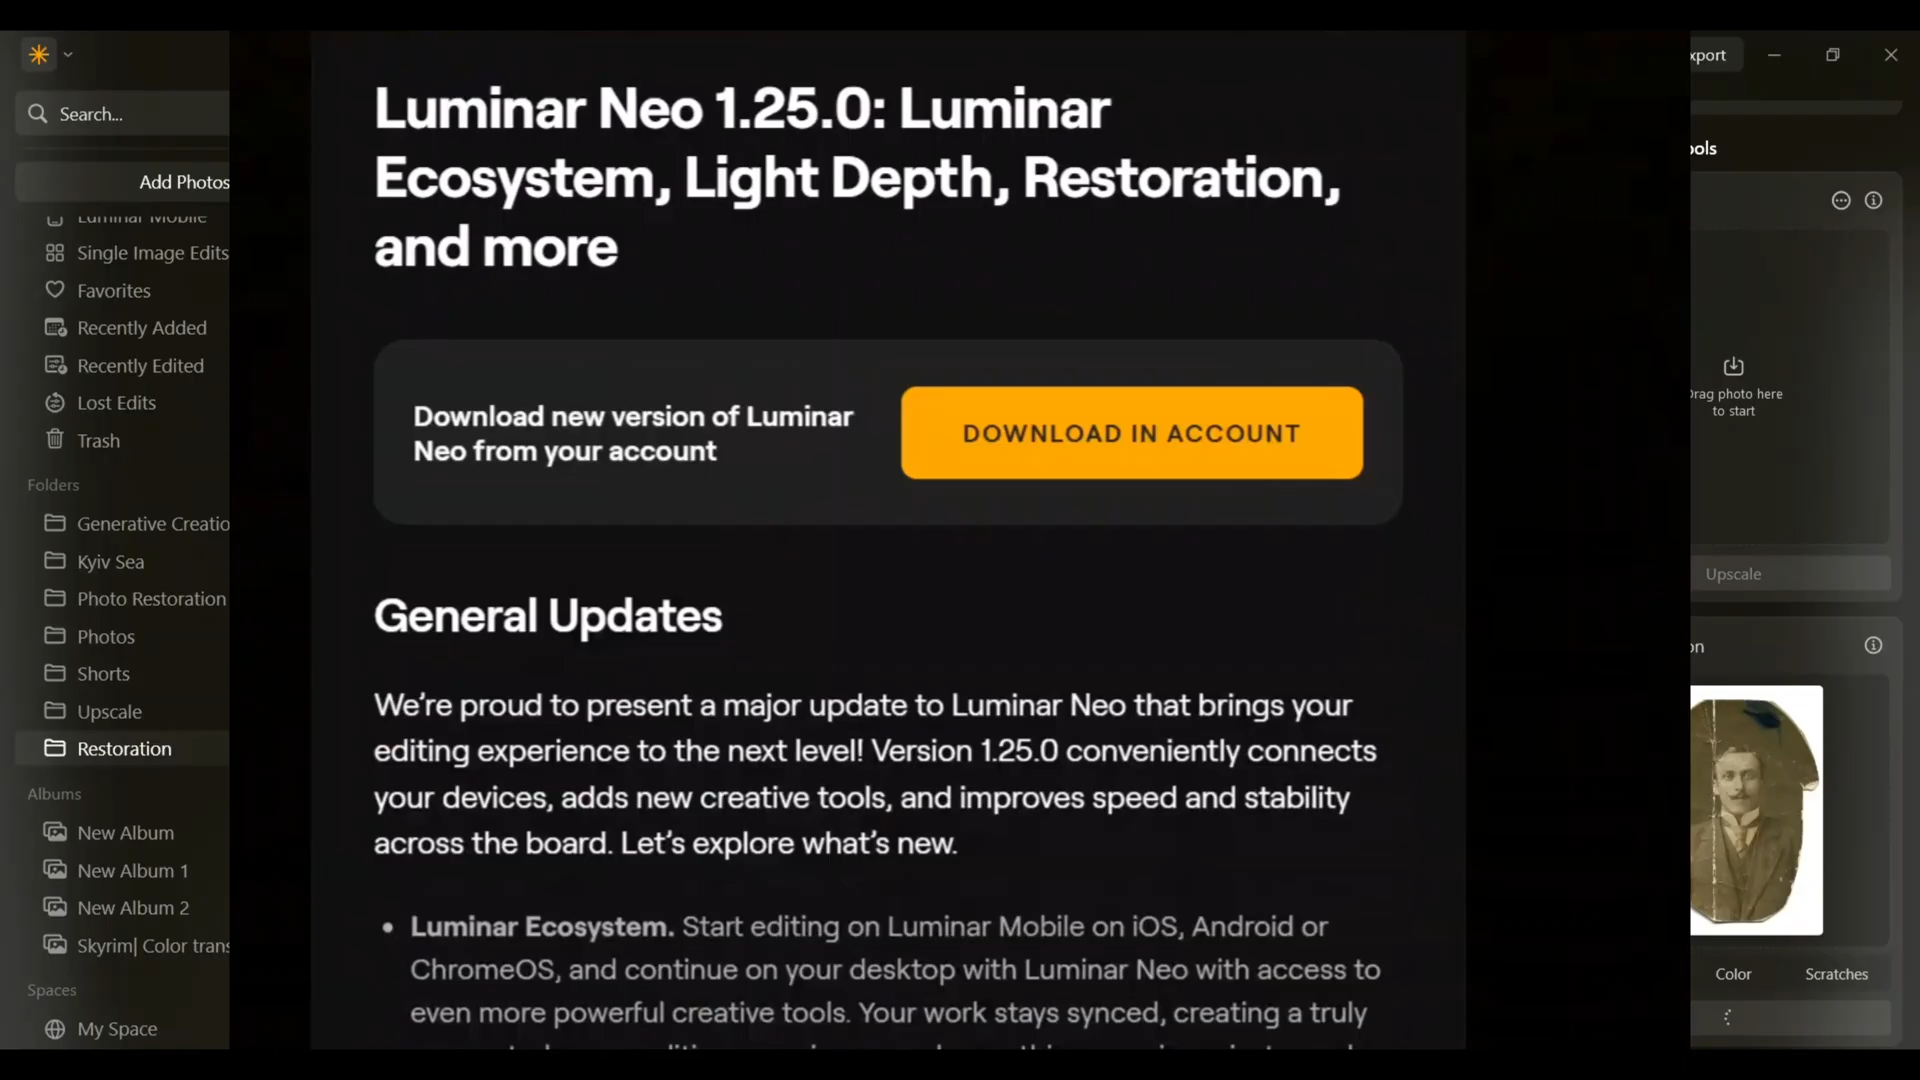 Search...
Add Photos
Luminar Mobile
Single Image Edits
Favorites
Recently Added
Recently Edited
Lost Edits
Trash
Folders
Generative Creatio
Kyiv Sea
Photo Restoration
Photos
Shorts
Upscale
Restoration
Albums
New Album
New Album 1
New Album 2
Skyrim| Color trans
Spaces
My Space
Luminar Neo 1.25.0: Luminar
Ecosystem, Light Depth, Restoration,
and more
Download new version of Luminar
Neo from your account
DOWNLOAD IN ACCOUNT
General Updates
We're proud to present a major update to Luminar Neo that brings your
editing experience to the next level! Version 1.25.0 conveniently connects
your devices, adds new creative tools, and improves speed and stability
across the board. Let's explore what's new.
• Luminar Ecosystem. Start editing on Luminar Mobile on iOS, Android or
ChromeOS, and continue on your desktop with Luminar Neo with access to
even more powerful creative tools. Your work stays synced, creating a truly
xport
ools
Drag photo here
to start
Upscale
on
Color
Scratches